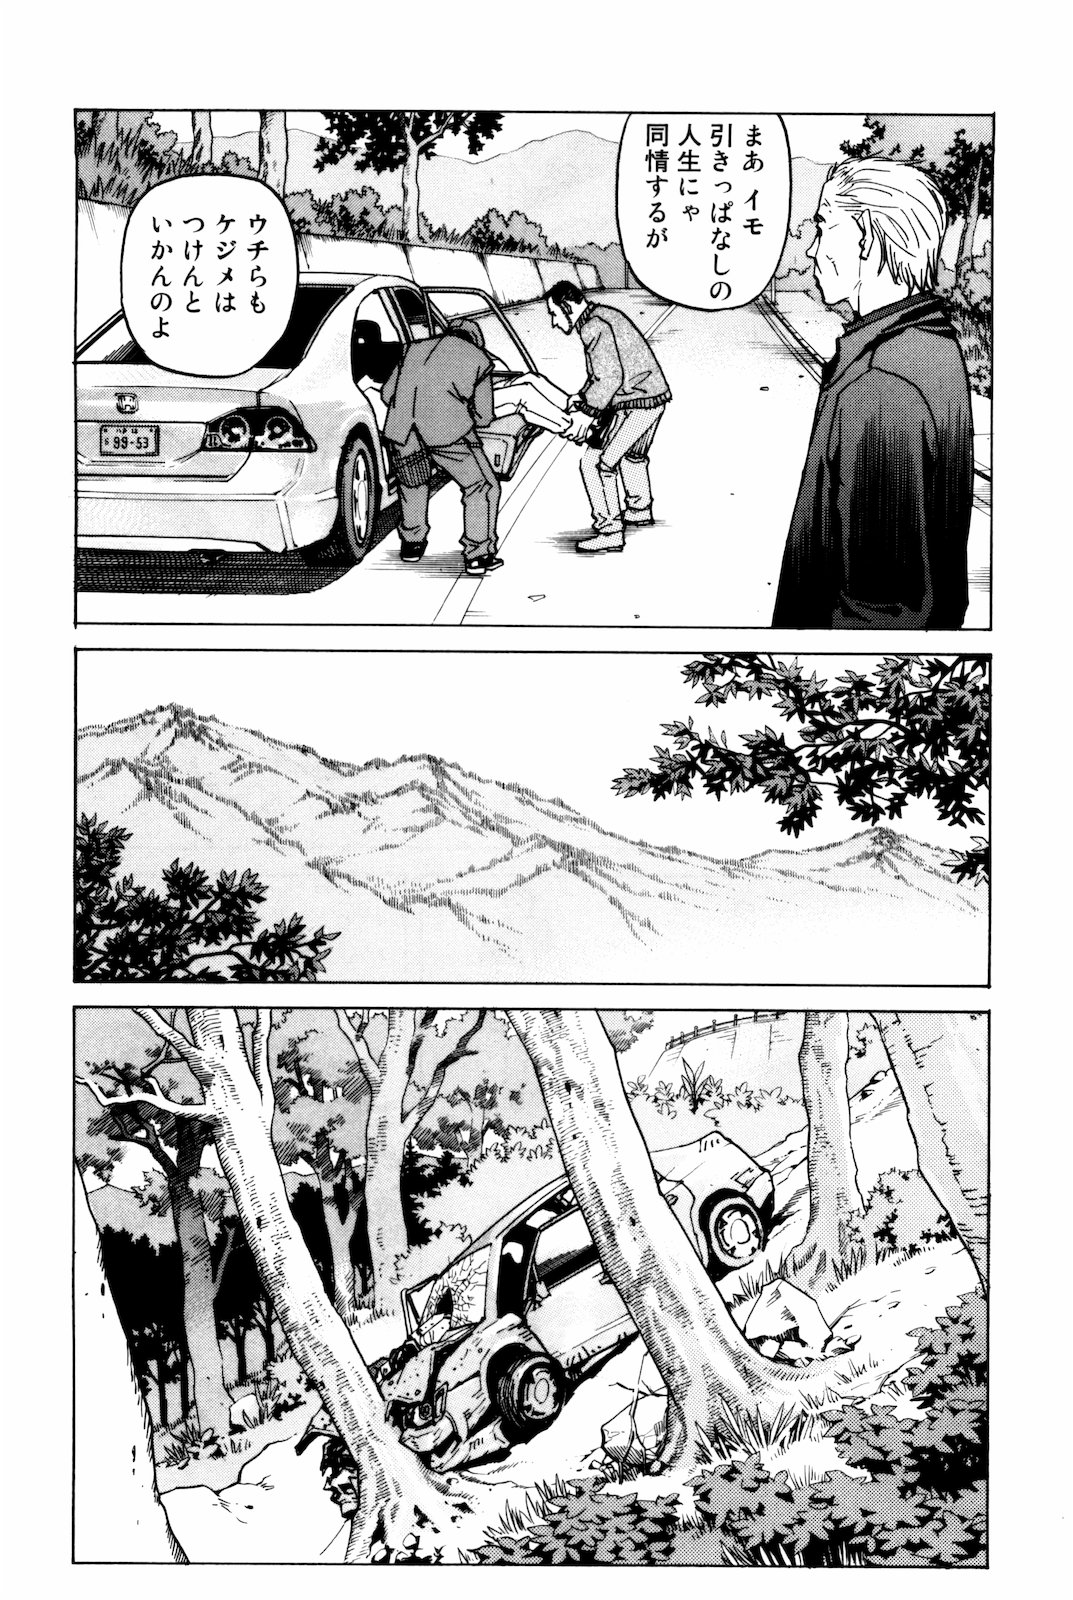 まあ イモ
引きっぱなしの
人生にゃ
同情するが
ウチらも
ケジメは
つけんと
いかんのよ
99-53